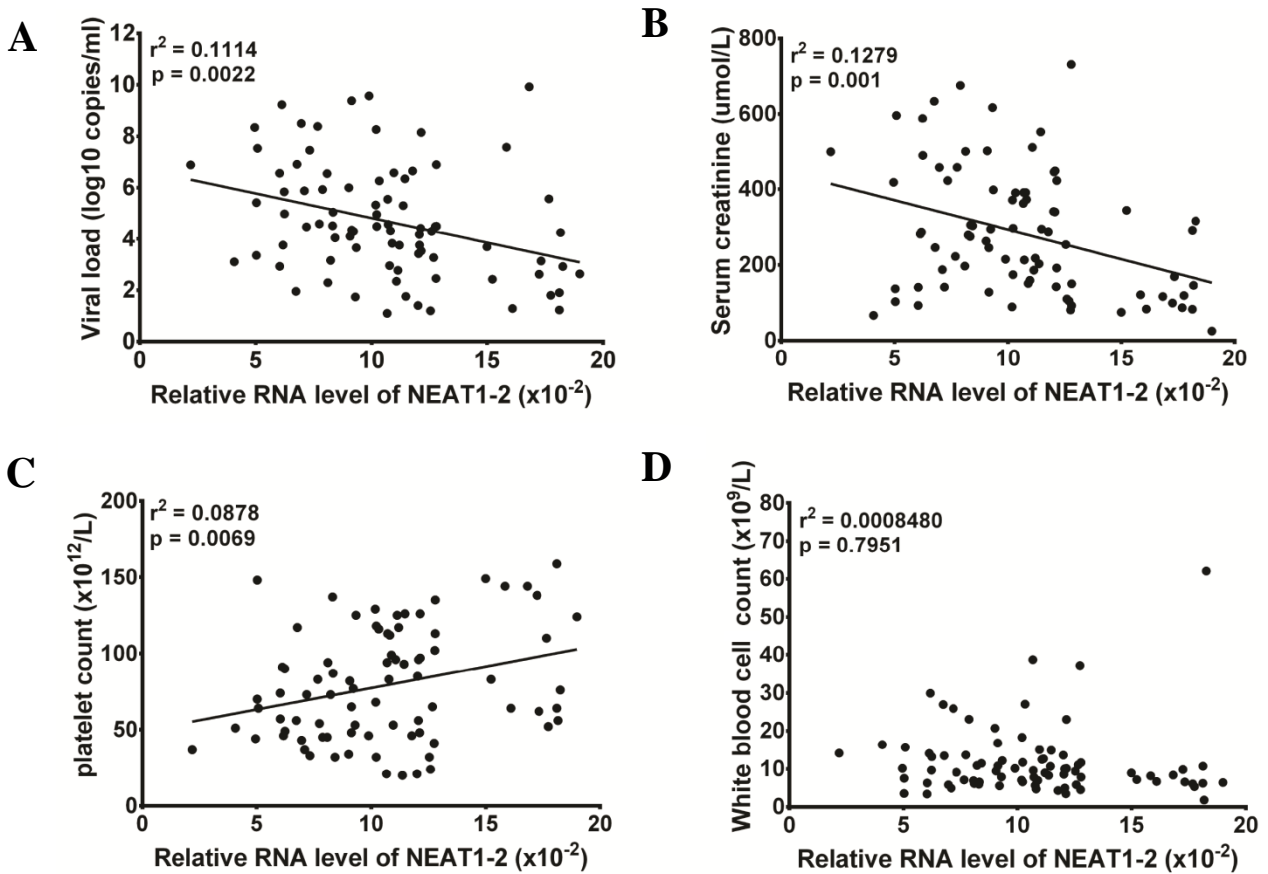 A
Viral load (log10 copies/ml)
r² = 0.1114
p = 0.0022
12
10
8
6
4
2
0
0 5 10 15 20
Relative RNA level of NEAT1-2 (x10⁻²)
B
Serum creatinine (umol/L)
r² = 0.1279
p = 0.001
800
600
400
200
0
0 5 10 15 20
Relative RNA level of NEAT1-2 (x10⁻²)
C
platelet count (x10¹²/L)
r² = 0.0878
p = 0.0069
200
150
100
50
0
0 5 10 15 20
Relative RNA level of NEAT1-2 (x10⁻²)
D
White blood cell count (x10⁹/L)
r² = 0.0008480
p = 0.7951
80
70
60
50
40
30
20
10
0
0 5 10 15 20
Relative RNA level of NEAT1-2 (x10⁻²)